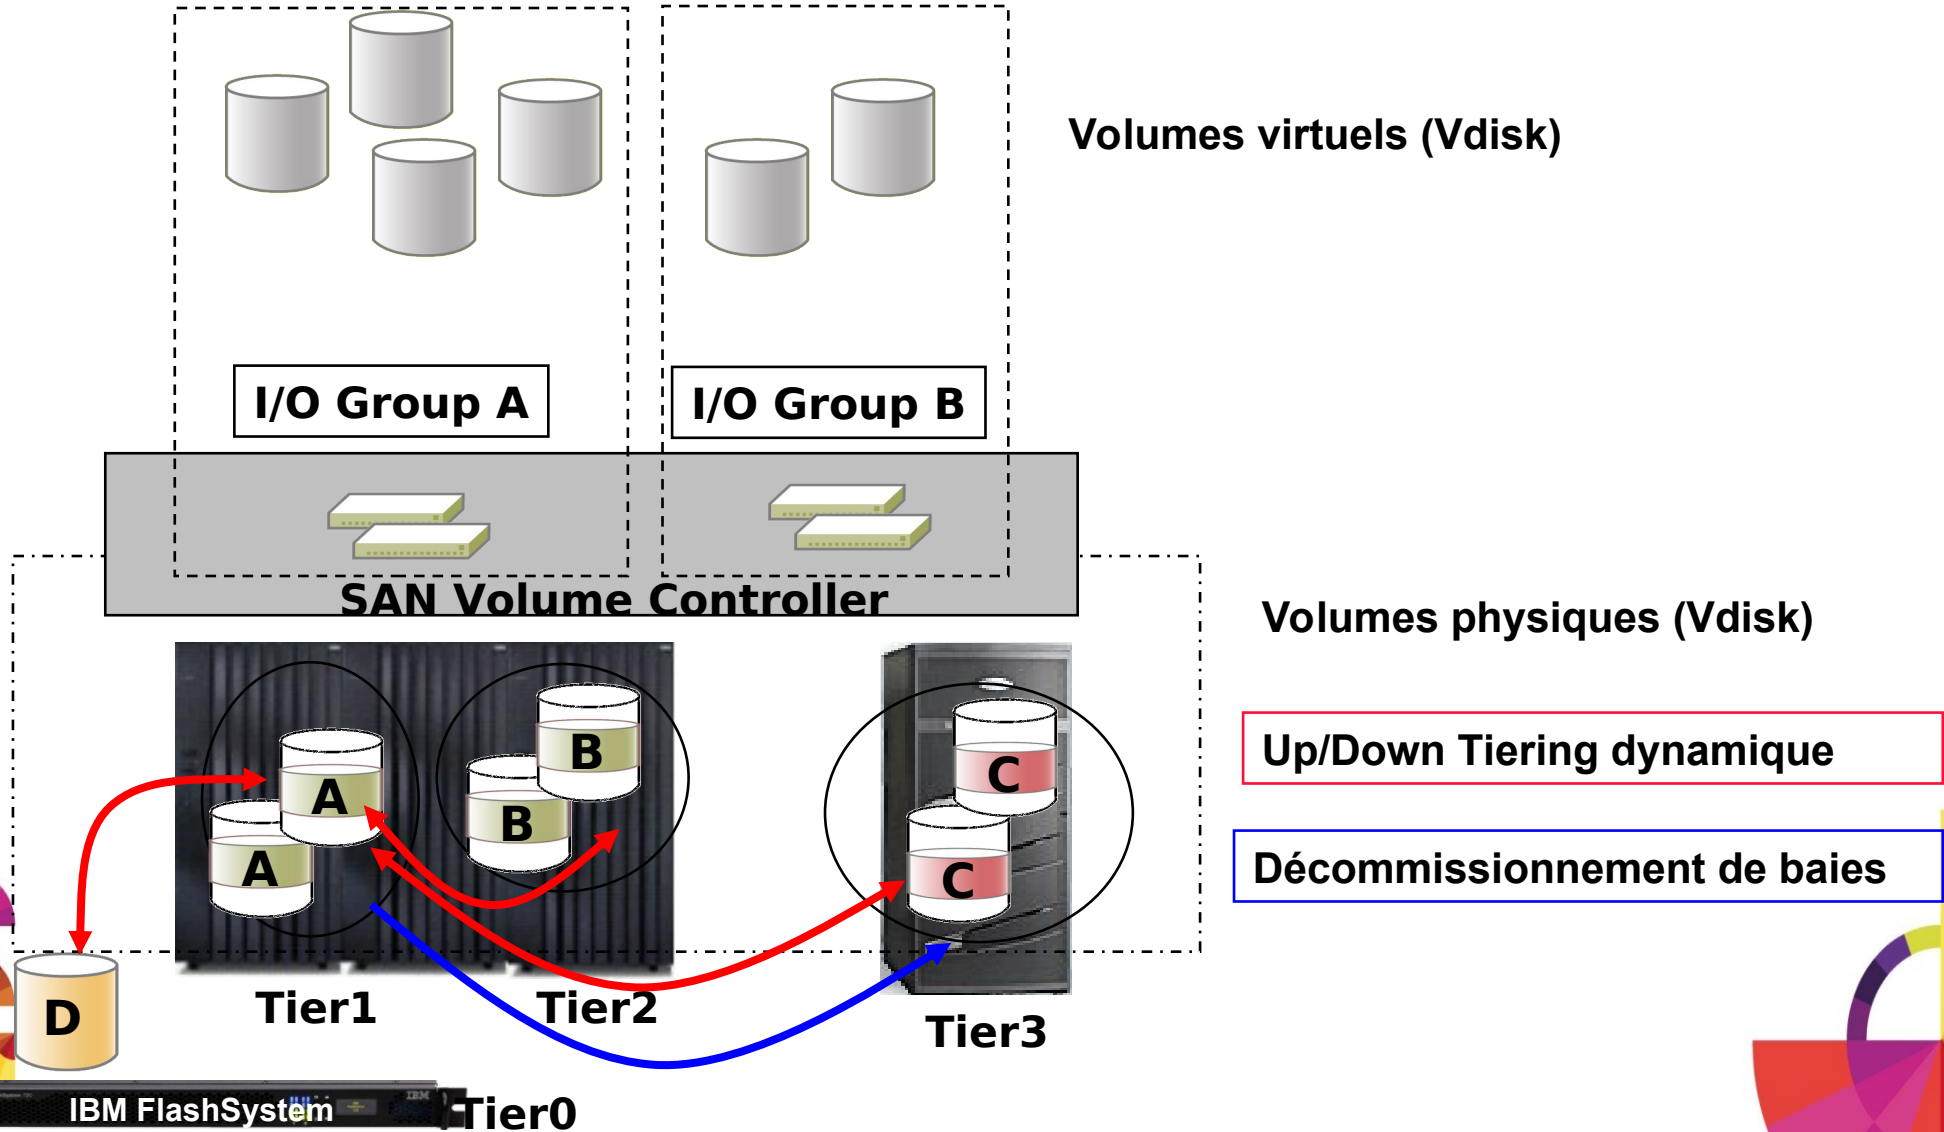 Volumes virtuels (Vdisk)
I/O Group A
I/O Group B
SAN Volume Controller
Volumes physiques (Vdisk)
Up/Down Tiering dynamique
Décommissionnement de baies
B
A
B
A
C
C
D
Tier1
Tier2
Tier3
IBM
IBM FlashSystem
Tier0